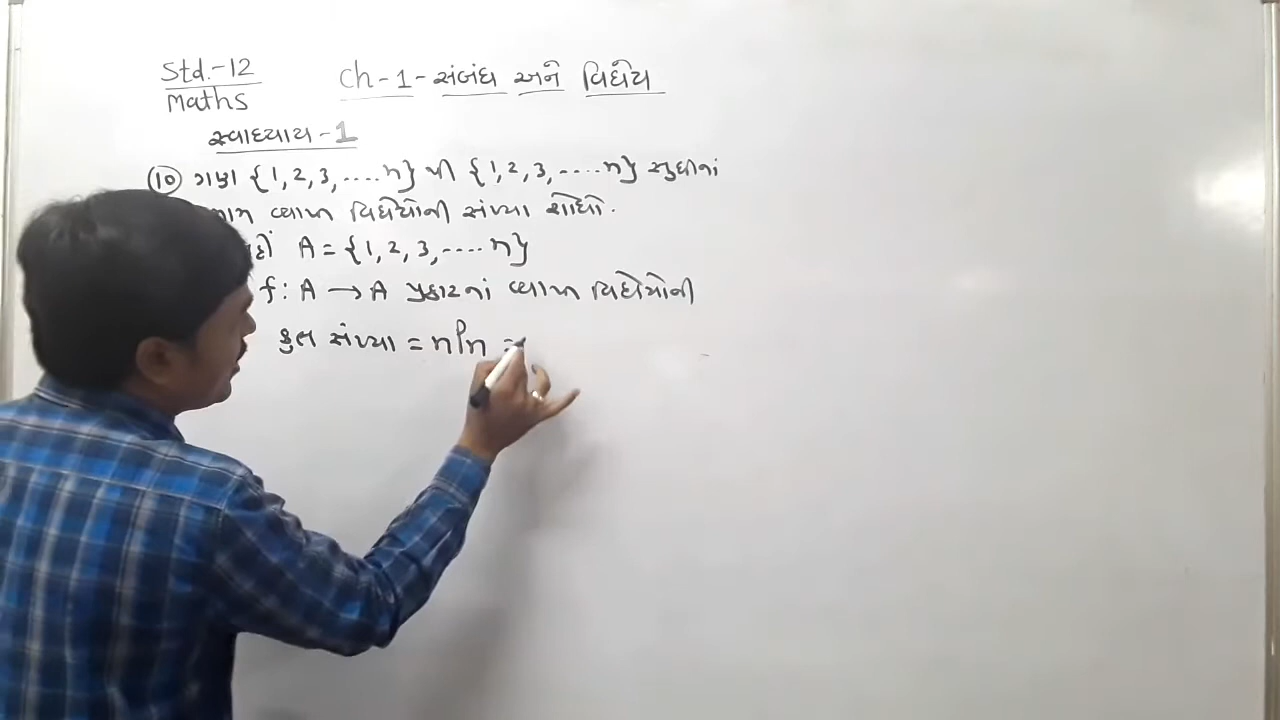 Std.-12
Maths
Ch-1-સંબંધ અને વિધેય
સ્વાધ્યાય-1
(10) ગણ {1,2,3,....n} થી {1,2,3,....n} સુધીનાં
વ્યાપ્ત વિધેયોની સંખ્યા શોધો.
A={1,2,3,....n}
f:A→A પ્રકારનાં વ્યાપ્ત વિધેયોની
કુલ સંખ્યા = nPn =